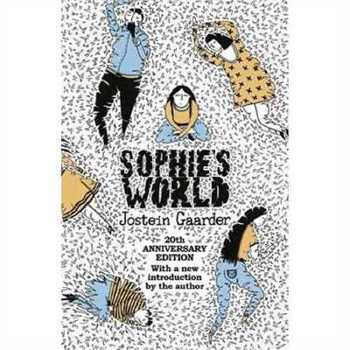 SOPHIE'S
WORLD
Jostein Gaarder
20th
ANNIVERSARY
EDITION
With a new
introduction
by the author